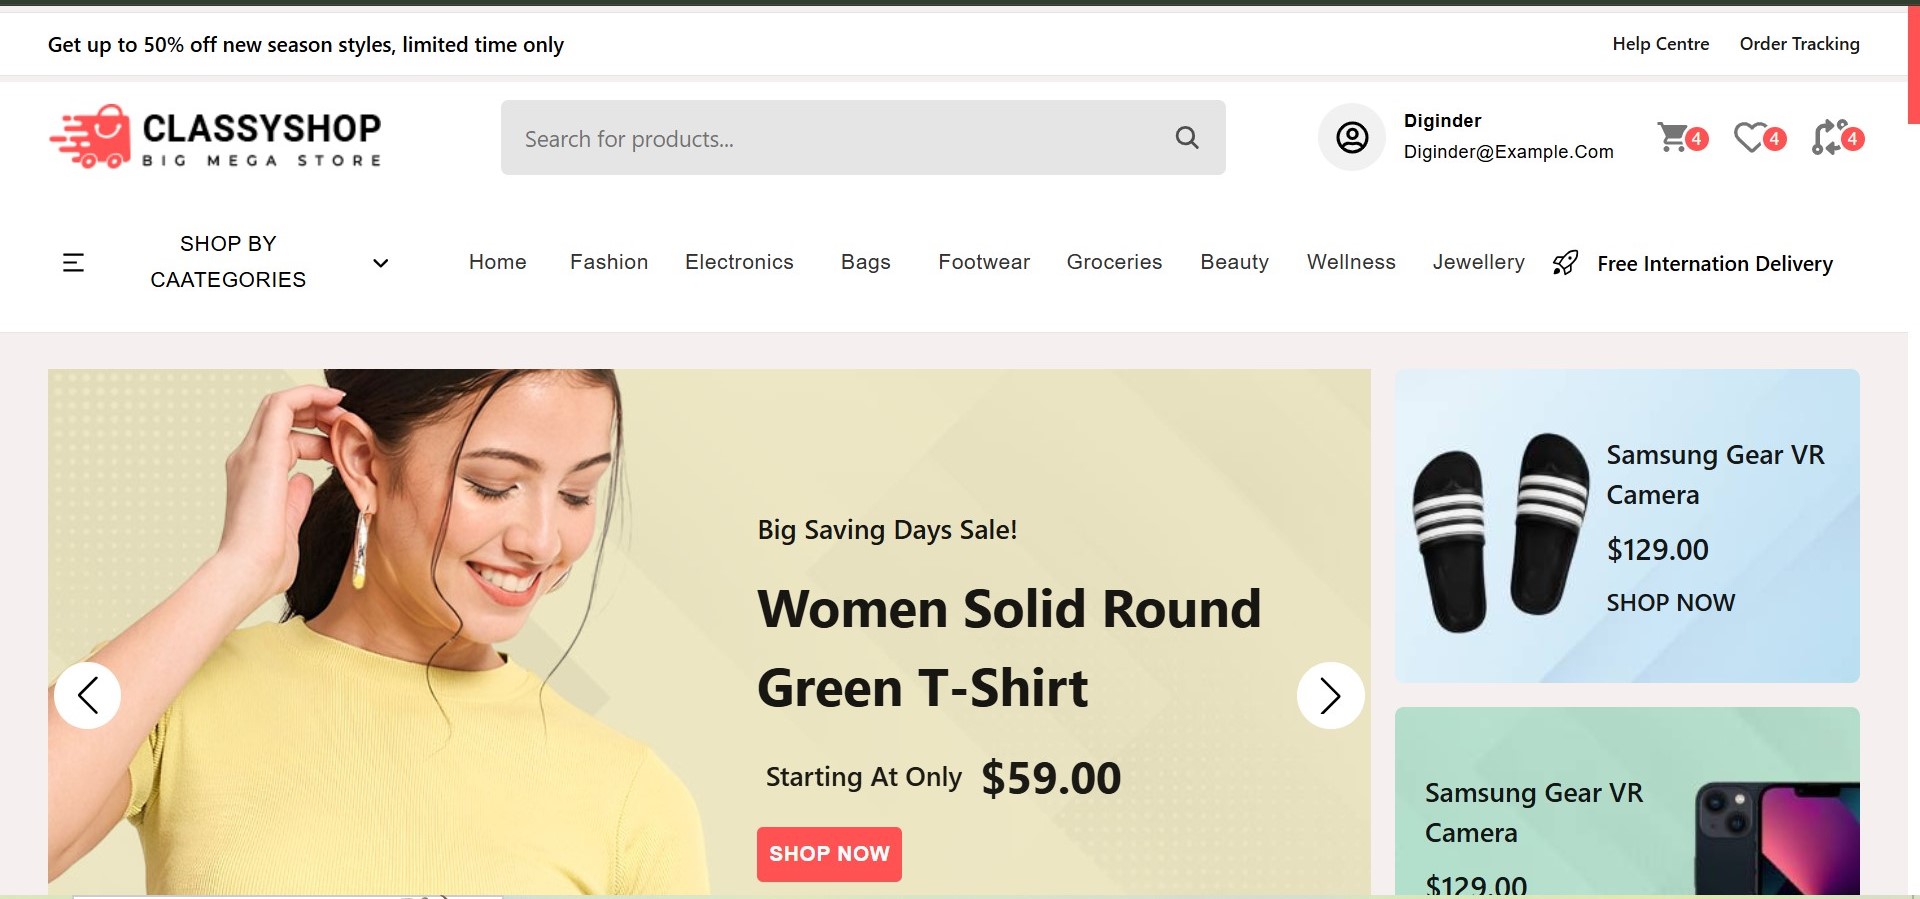 Get up to 50% off new season styles, limited time only
Help Centre
Order Tracking
CLASSYSHOP
BIG MEGA STORE
Search for products...
Diginder
Diginder@Example.Com
4
4
4
SHOP BY
CAATEGORIES
Home
Fashion
Electronics
Bags
Footwear
Groceries
Beauty
Wellness
Jewellery
Free Internation Delivery
Big Saving Days Sale!
Women Solid Round
Green T-Shirt
Starting At Only $59.00
SHOP NOW
Samsung Gear VR
Camera
$129.00
SHOP NOW
Samsung Gear VR
Camera
$129.00